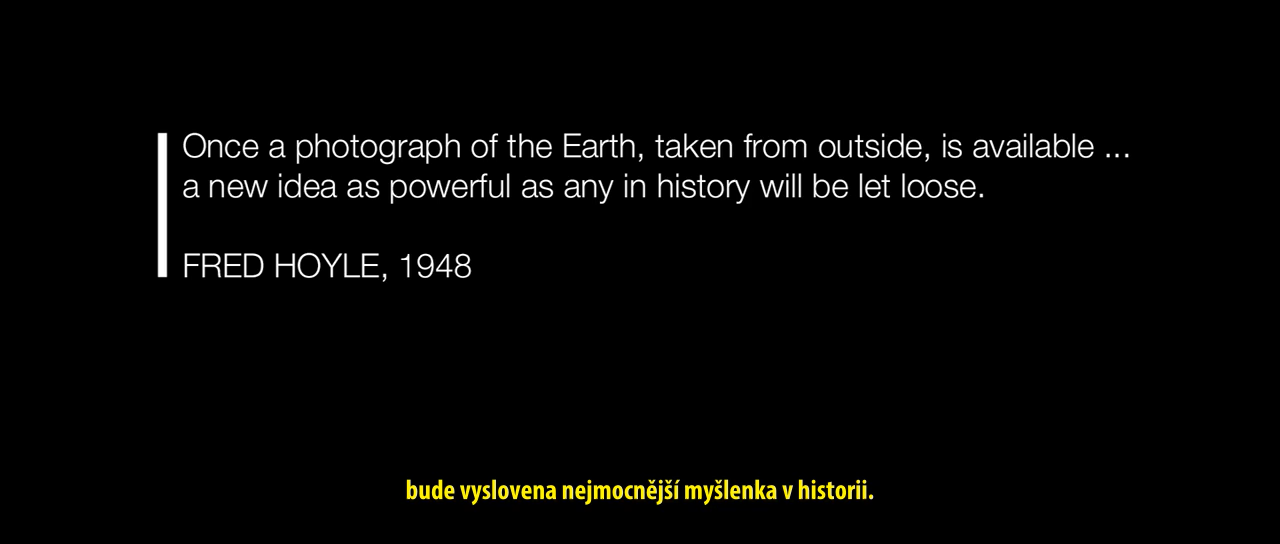 Once a photograph of the Earth, taken from outside, is available ...
a new idea as powerful as any in history will be let loose.
FRED HOYLE, 1948
bude vyslovena nejmocnější myšlenka v historii.